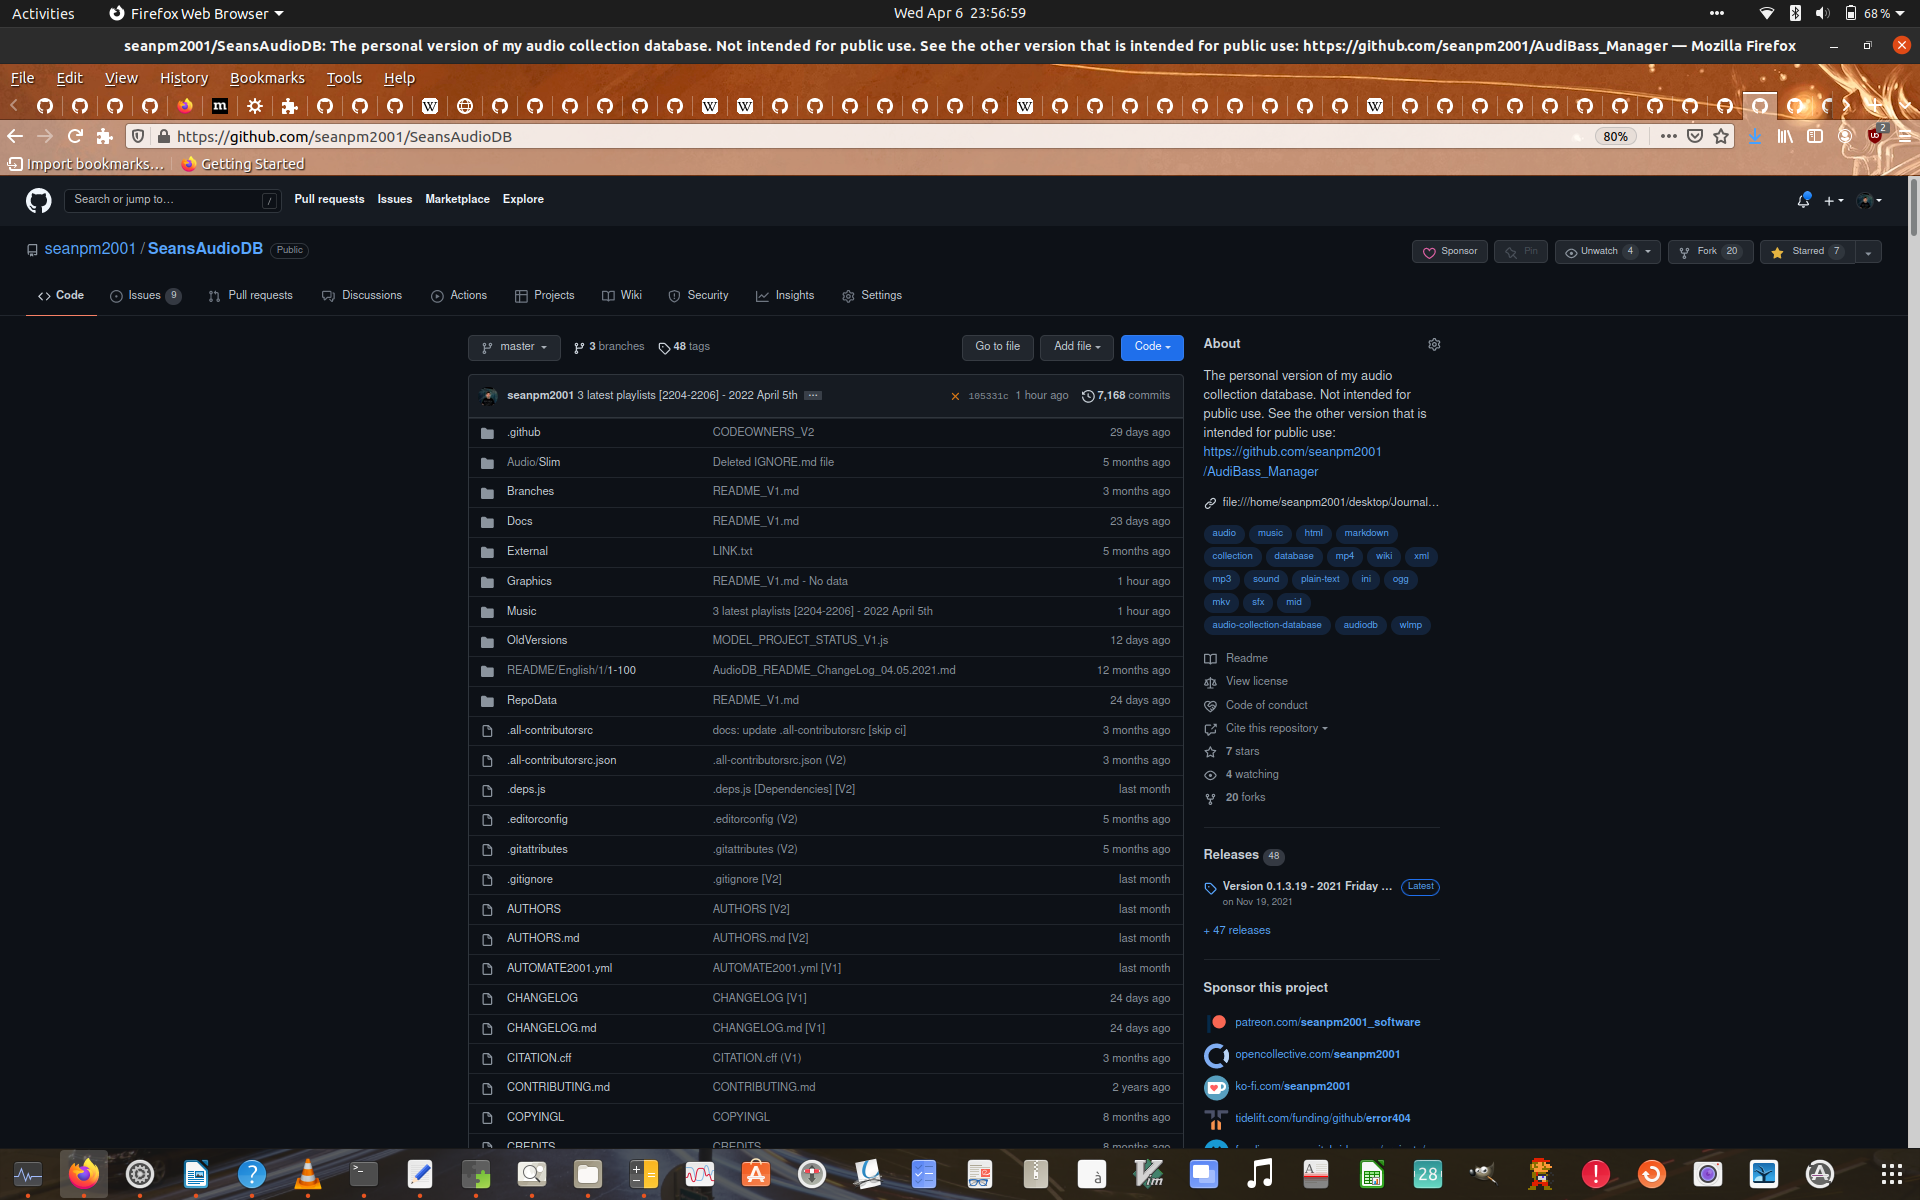 Activities
Firefox Web Browser
Wed Apr 6 23:56:59
68 %
seanpm2001/SeansAudioDB: The personal version of my audio collection database. Not intended for public use. See the other version that is intended for public use: https://github.com/seanpm2001/AudiBass_Manager — Mozilla Firefox
File Edit View History Bookmarks Tools Help
https://github.com/seanpm2001/SeansAudioDB
80%
2
Import bookmarks…
Getting Started
Search or jump to…
/
Pull requests
Issues
Marketplace
Explore
seanpm2001 / SeansAudioDB
Public
Sponsor
Pin
Unwatch 4
Fork 20
Starred 7
Code
Issues 9
Pull requests
Discussions
Actions
Projects
Wiki
Security
Insights
Settings
master
3 branches
48 tags
Go to file
Add file
Code
seanpm2001 3 latest playlists [2204-2206] - 2022 April 5th
105331c 1 hour ago
7,168 commits
.github CODEOWNERS_V2 29 days ago
Audio/Slim Deleted IGNORE.md file 5 months ago
Branches README_V1.md 3 months ago
Docs README_V1.md 23 days ago
External LINK.txt 5 months ago
Graphics README_V1.md - No data 1 hour ago
Music 3 latest playlists [2204-2206] - 2022 April 5th 1 hour ago
OldVersions MODEL_PROJECT_STATUS_V1.js 12 days ago
README/English/1/1-100 AudioDB_README_ChangeLog_04.05.2021.md 12 months ago
RepoData README_V1.md 24 days ago
.all-contributorsrc docs: update .all-contributorsrc [skip ci] 3 months ago
.all-contributorsrc.json .all-contributorsrc.json (V2) 3 months ago
.deps.js .deps.js [Dependencies] [V2] last month
.editorconfig .editorconfig (V2) 5 months ago
.gitattributes .gitattributes (V2) 5 months ago
.gitignore .gitignore [V2] last month
AUTHORS AUTHORS [V2] last month
AUTHORS.md AUTHORS.md [V2] last month
AUTOMATE2001.yml AUTOMATE2001.yml [V1] last month
CHANGELOG CHANGELOG [V1] 24 days ago
CHANGELOG.md CHANGELOG.md [V1] 24 days ago
CITATION.cff CITATION.cff (V1) 3 months ago
CONTRIBUTING.md CONTRIBUTING.md 2 years ago
COPYINGL COPYINGL 8 months ago
CREDITS CREDITS 8 months ago
About
The personal version of my audio
collection database. Not intended for
public use. See the other version that is
intended for public use:
https://github.com/seanpm2001
/AudiBass_Manager
file:///home/seanpm2001/desktop/Journal…
audio music html markdown
collection database mp4 wiki xml
mp3 sound plain-text ini ogg
mkv sfx mid
audio-collection-database audiodb wlmp
Readme
View license
Code of conduct
Cite this repository
7 stars
4 watching
20 forks
Releases 48
Version 0.1.3.19 - 2021 Friday ... Latest
on Nov 19, 2021
+ 47 releases
Sponsor this project
patreon.com/seanpm2001_software
opencollective.com/seanpm2001
ko-fi.com/seanpm2001
tidelift.com/funding/github/error404
28